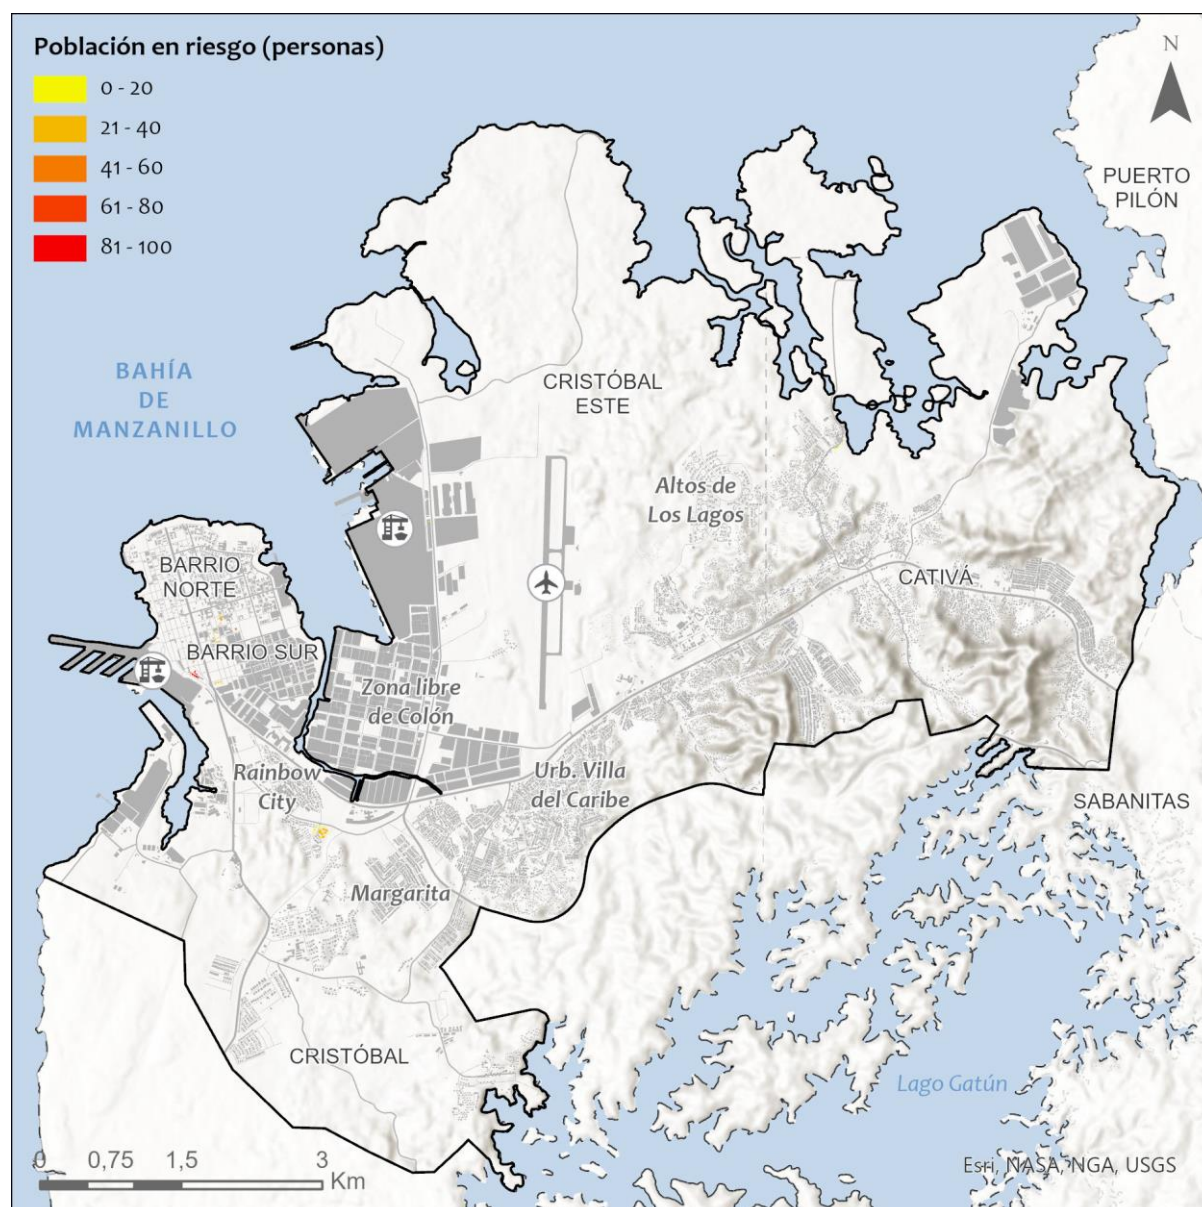 Población en riesgo (personas)
0 - 20
21 - 40
41 - 60
61 - 80
81 - 100
N
PUERTO
PILÓN
BAHÍA
DE
MANZANILLO
CRISTÓBAL
ESTE
Altos de
Los Lagos
BARRIO
NORTE
CATIVÁ
BARRIO SUR
Zona libre
de Colón
Rainbow
City
Urb. Villa
del Caribe
SABANITAS
Margarita
CRISTÓBAL
Lago Gatún
0 0,75 1,5 3
Km
Esri, NASA, NGA, USGS